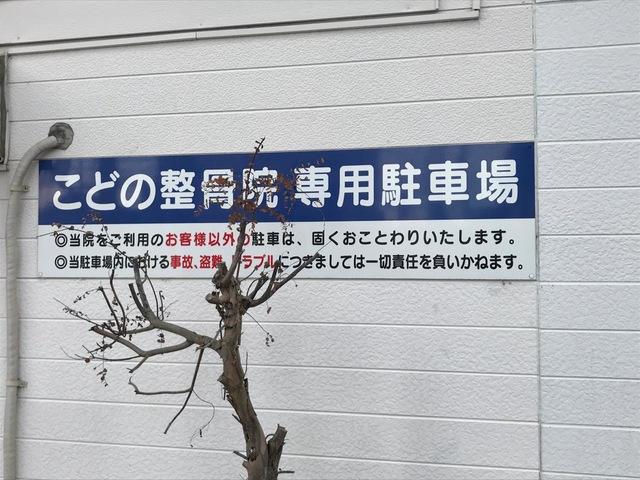 こどの整骨院 専用駐車場
◎当院をご利用のお客様以外の駐車は、固くおことわりいたします。
◎当駐車場内における事故、盗難、トラブルにつきましては一切責任を負いかねます。